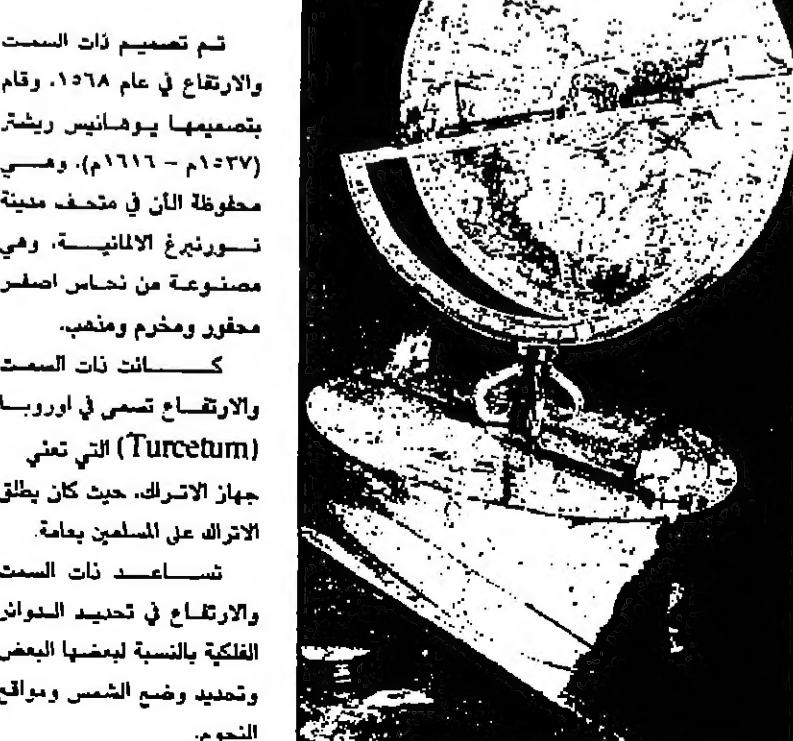 تم تصميم ذات السمت
والارتفاع في عام ١٥٦٨. وقام
بتصميمها يوهانيس ريشتر
(١٥٣٧م – ١٦١٦م). وهي
محفوظة الأن في متحف مدينة
نورنبرغ الالمانية. وهي
مصنوعة من نحاس اصفر
محفور ومخرم ومذهب.
كانت ذات السمت
والارتفاع تسمى في اوروبا
(Turcetum) التي تعني
جهاز الاتراك، حيث كان يطلق
الاتراك على المسلمين بعامة.
تساعد ذات السمت
والارتفاع في تحديد الدوائر
الفلكية بالنسبة لبعضها البعض
وتحديد وضع الشمس ومواقع
النجوم.